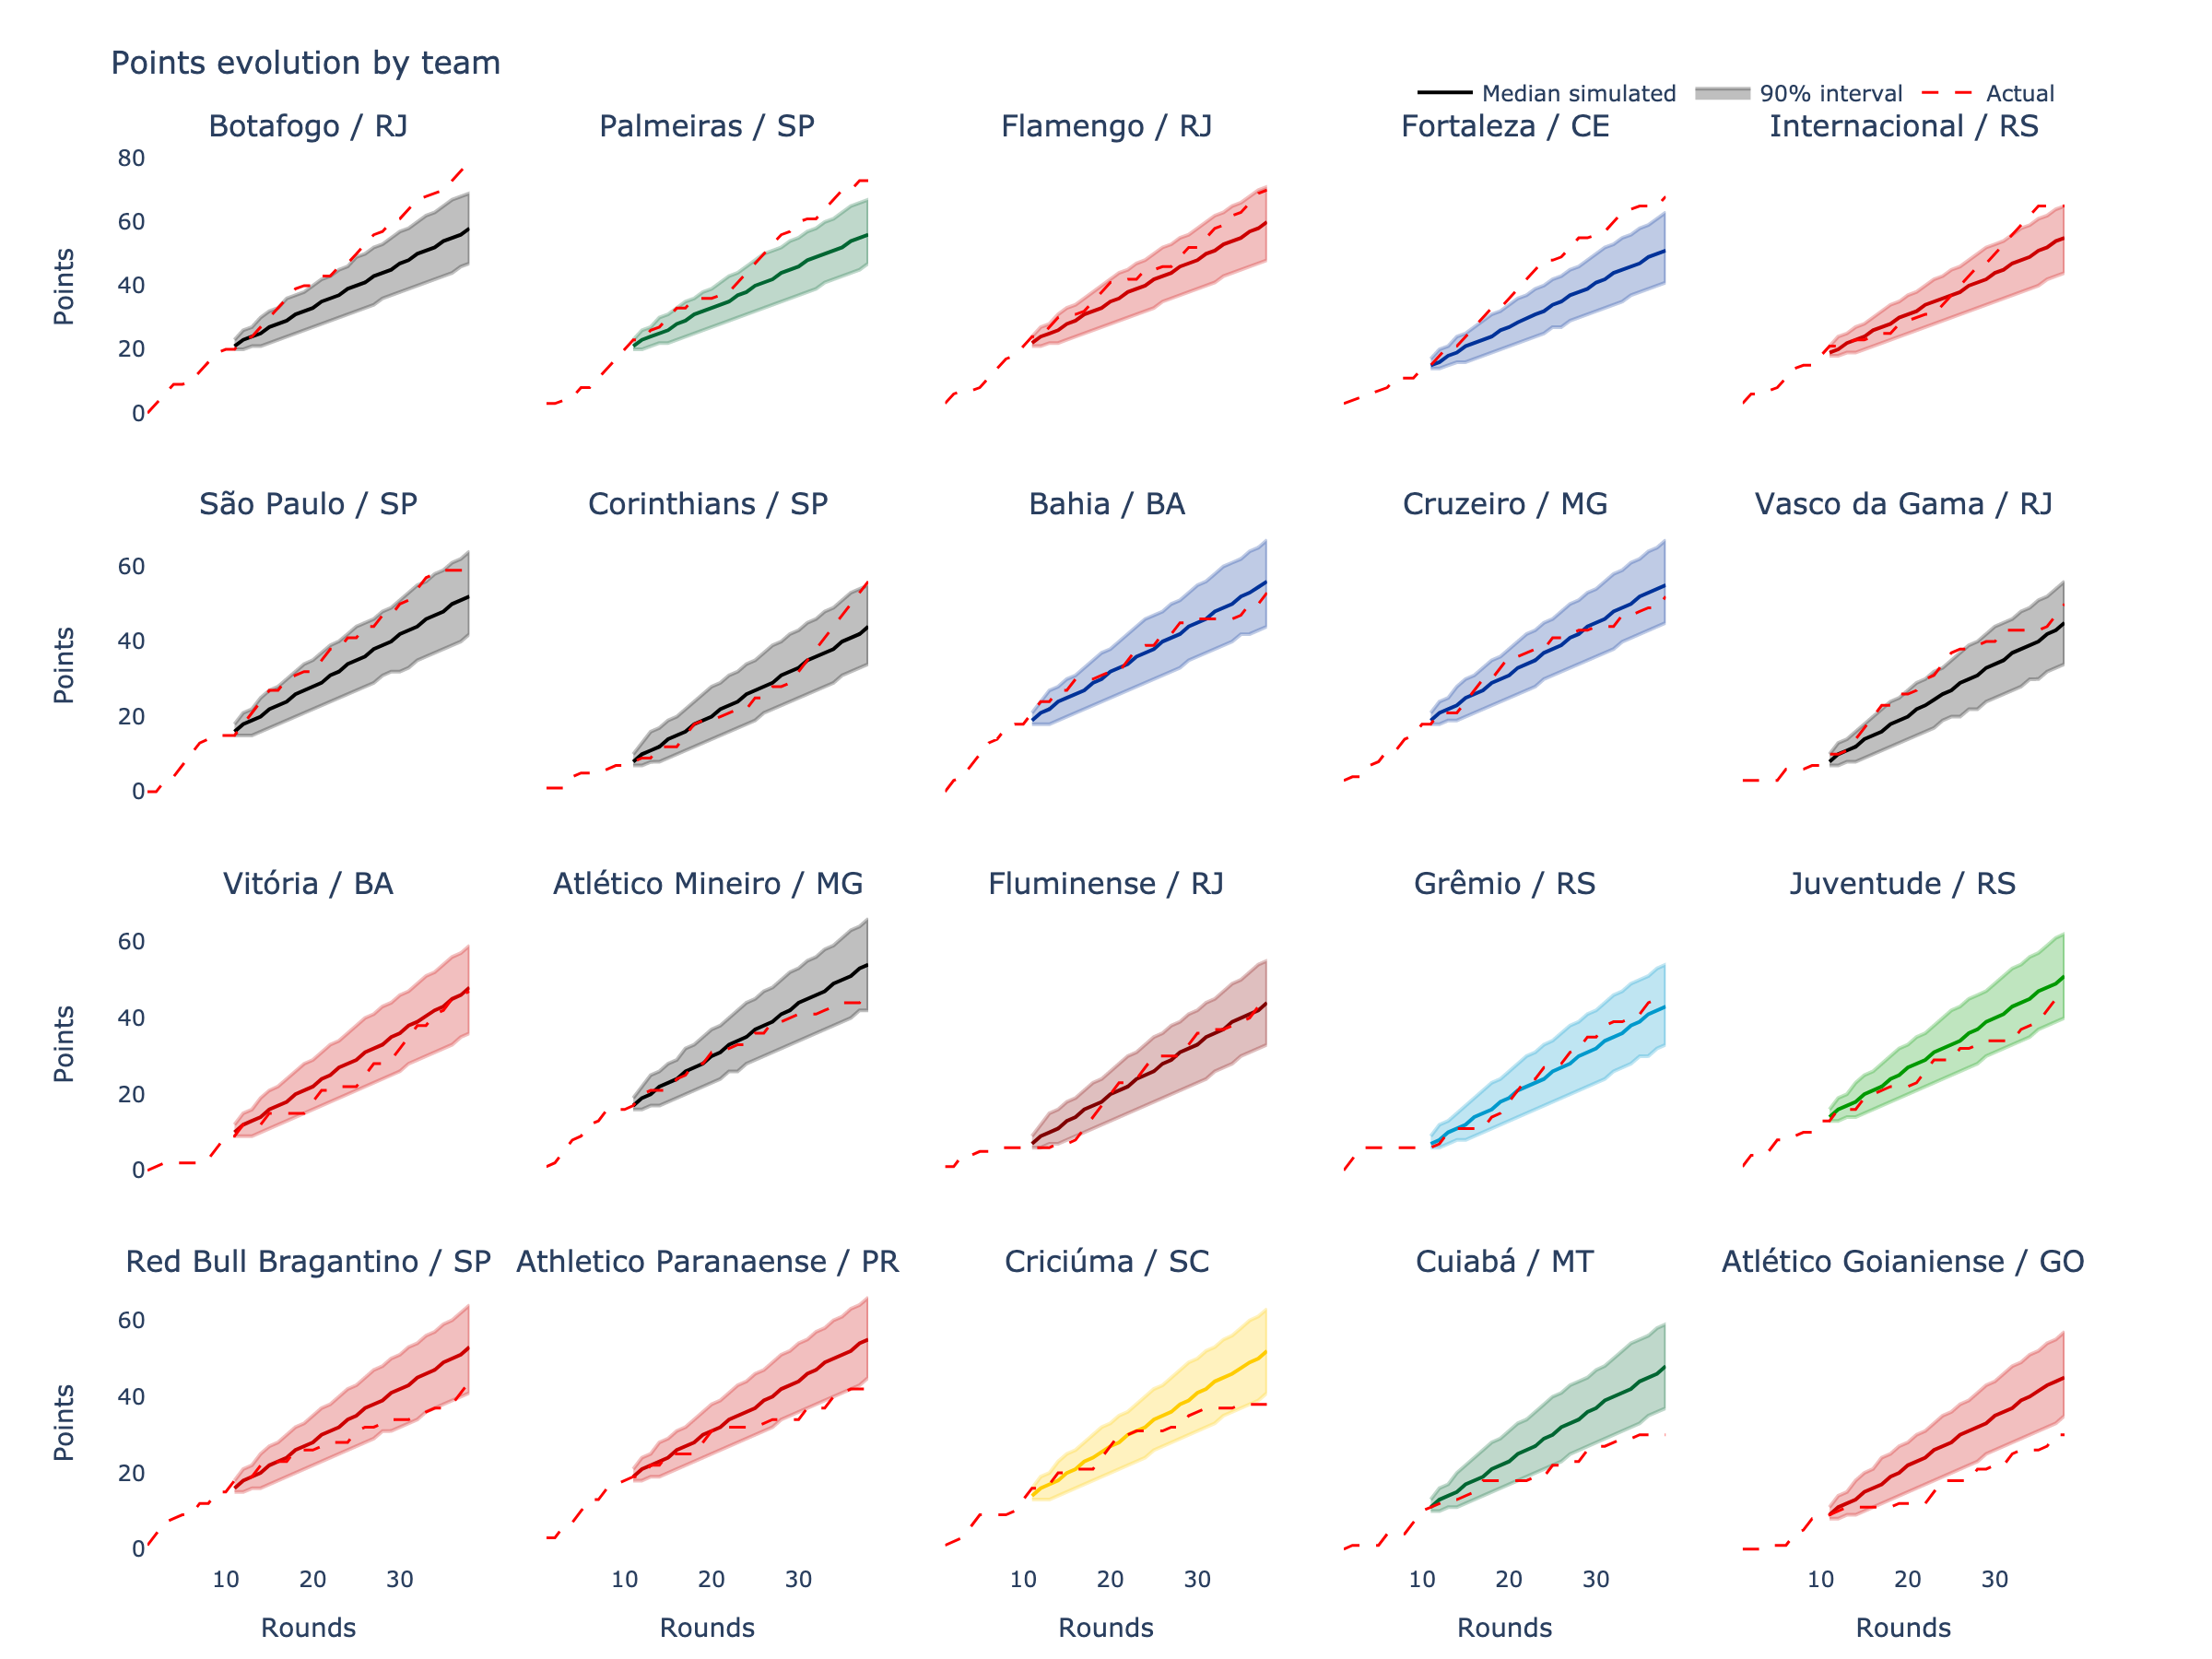 Points evolution by team
Median simulated 90% interval Actual
Botafogo / RJ Palmeiras / SP Flamengo / RJ Fortaleza / CE Internacional / RS
80
60
40
20
0
Points
São Paulo / SP Corinthians / SP Bahia / BA Cruzeiro / MG Vasco da Gama / RJ
60
40
20
0
Points
Vitória / BA Atlético Mineiro / MG Fluminense / RJ Grêmio / RS Juventude / RS
60
40
20
0
Points
Red Bull Bragantino / SP Athletico Paranaense / PR Criciúma / SC Cuiabá / MT Atlético Goianiense / GO
60
40
20
0
Points
10 20 30 10 20 30 10 20 30 10 20 30 10 20 30
Rounds Rounds Rounds Rounds Rounds